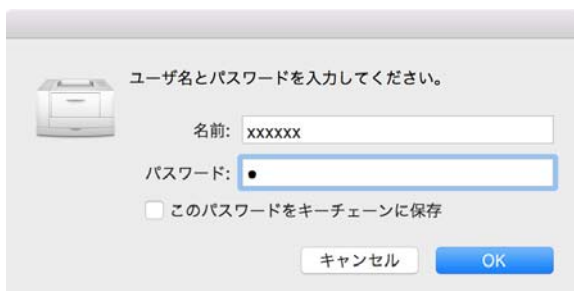 ユーザ名とパスワードを入力してください。
名前: xxxxxx
パスワード: ●
このパスワードをキーチェーンに保存
キャンセル OK